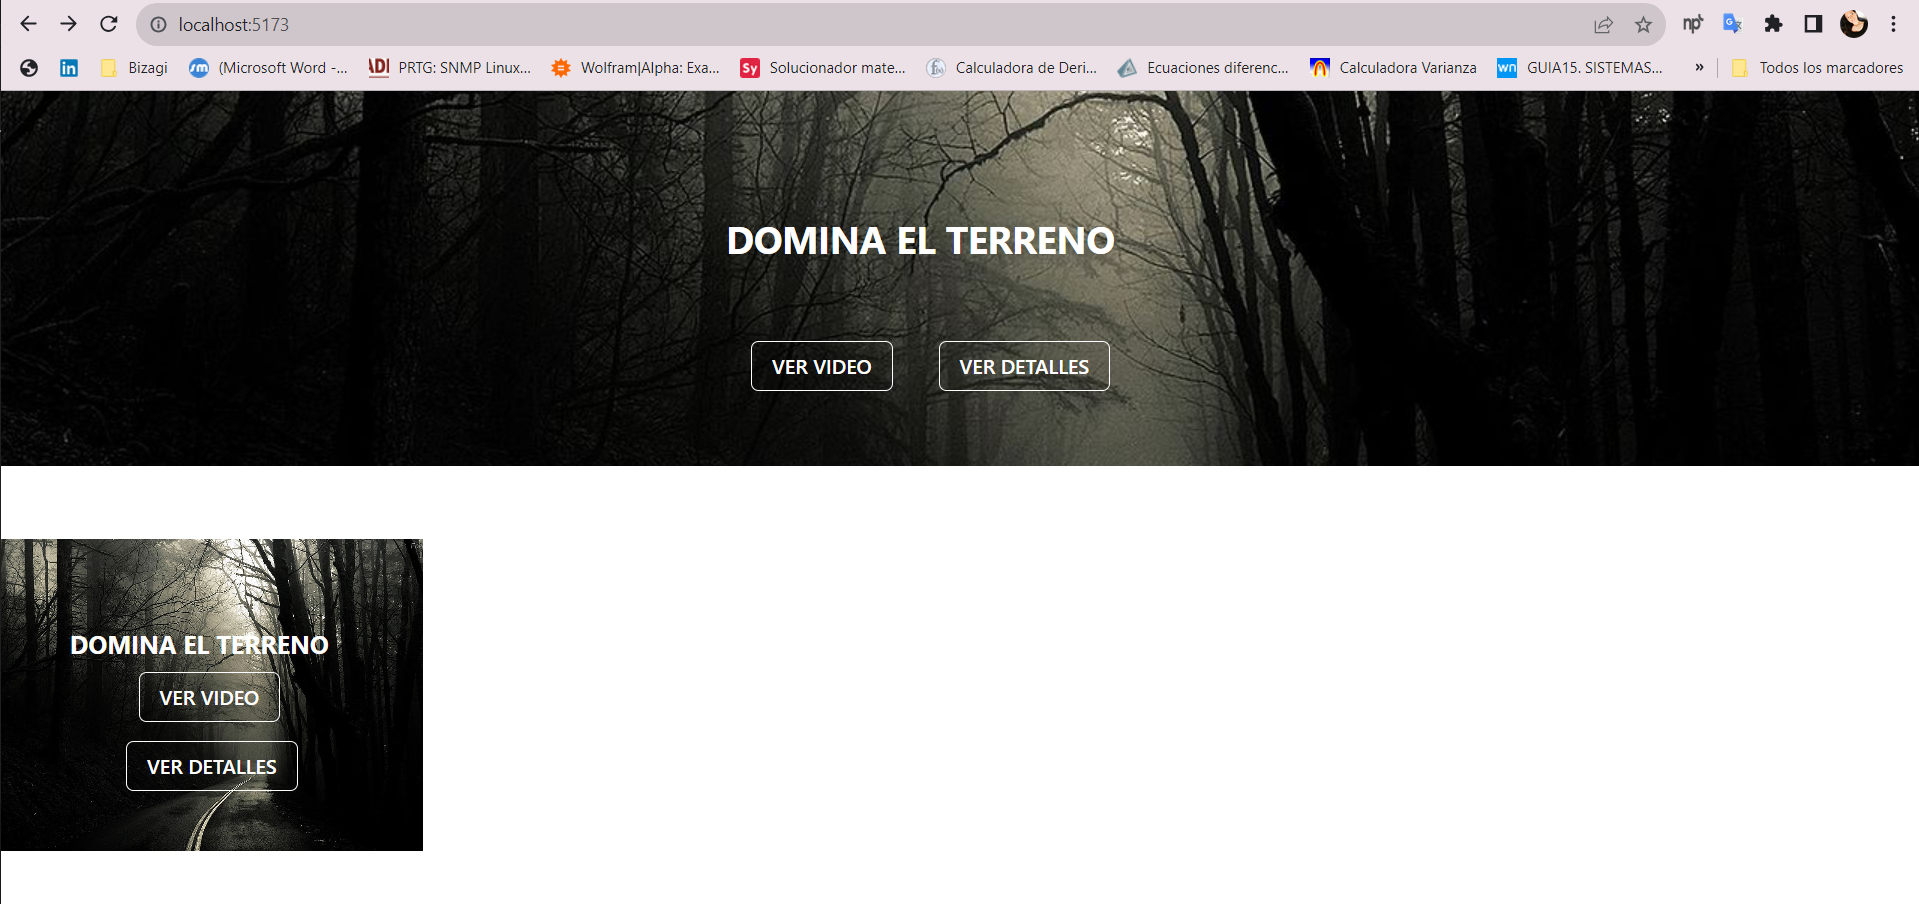 localhost:5173
Bizagi
(Microsoft Word -...
PRTG: SNMP Linux...
Wolfram|Alpha: Exa...
Solucionador mate...
Calculadora de Deri...
Ecuaciones diferenc...
Calculadora Varianza
GUIA15. SISTEMAS...
»
Todos los marcadores
DOMINA EL TERRENO
VER VIDEO
VER DETALLES
DOMINA EL TERRENO
VER VIDEO
VER DETALLES